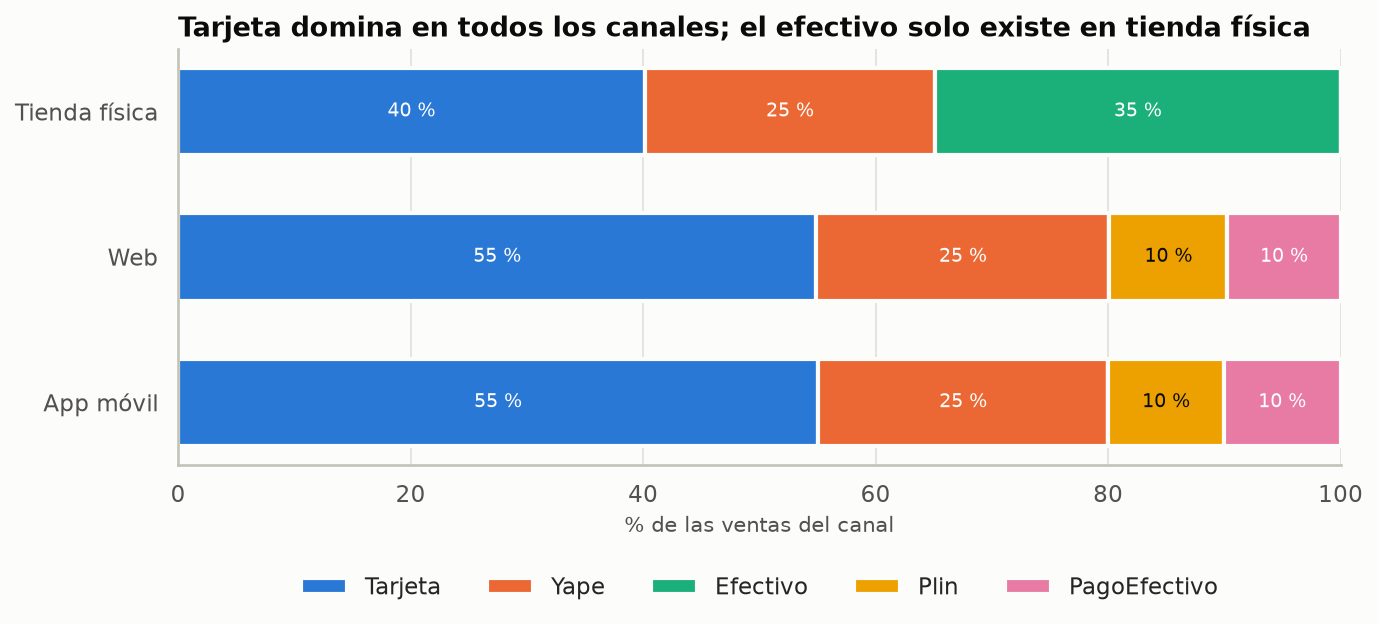 Tarjeta domina en todos los canales; el efectivo solo existe en tienda física
Tienda física
40 %
25 %
35 %
Web
55 %
25 %
10 %
10 %
App móvil
55 %
25 %
10 %
10 %
0 20 40 60 80 100
% de las ventas del canal
Tarjeta Yape Efectivo Plin PagoEfectivo